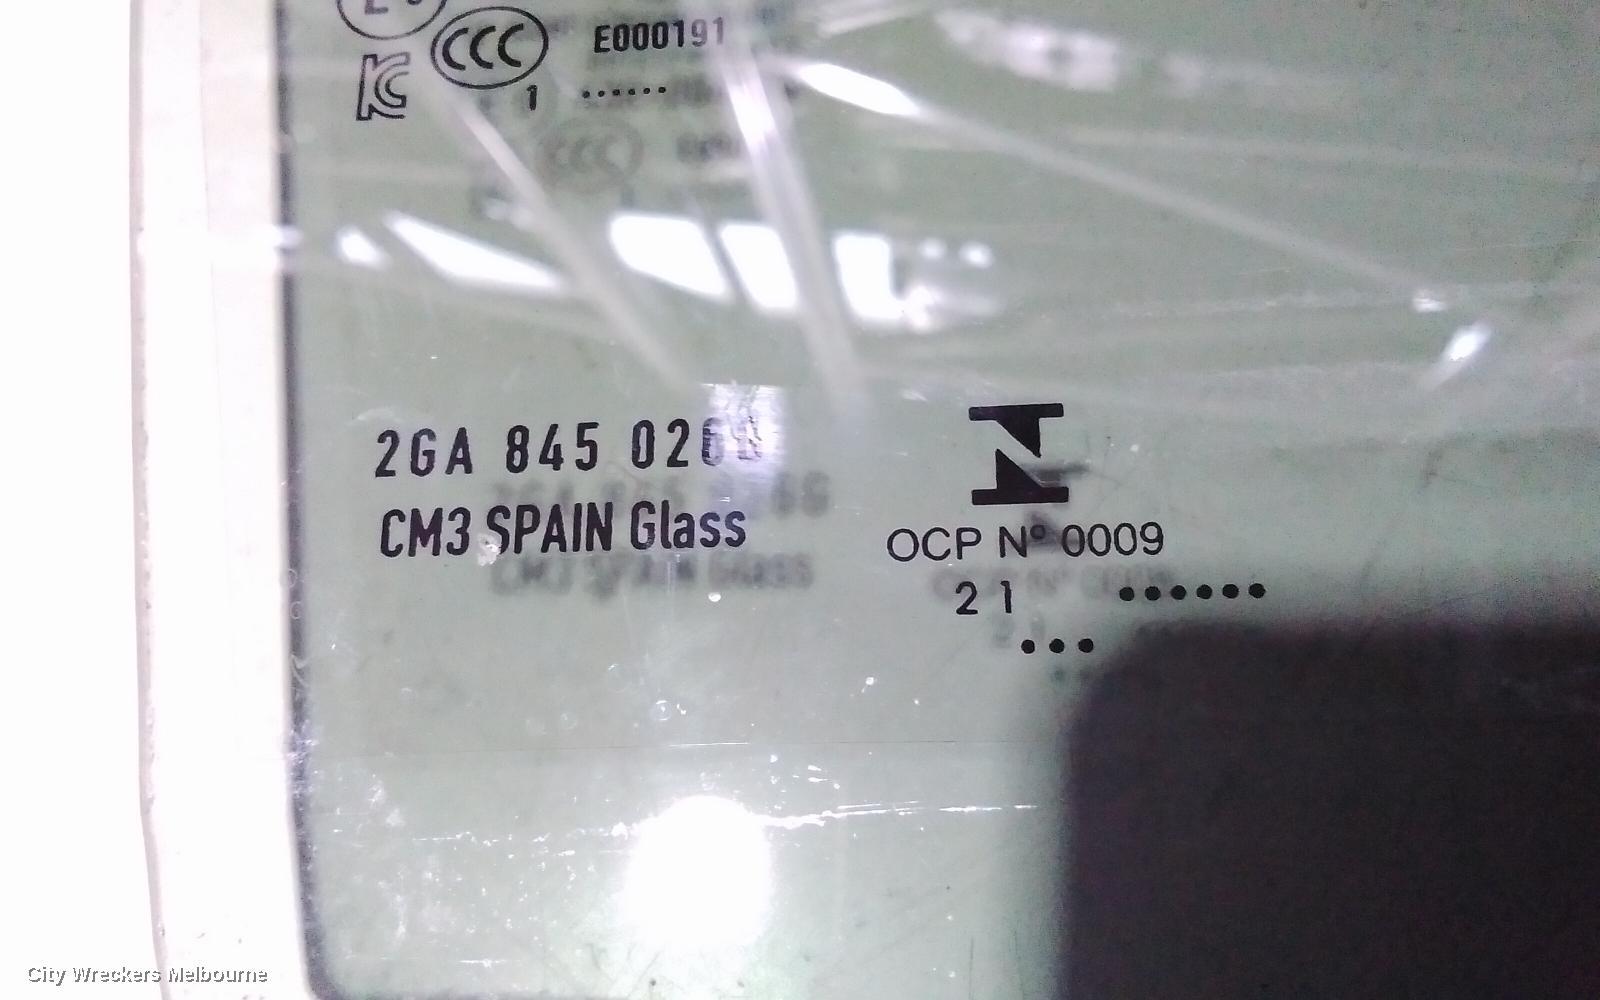 CCC E000191
1 ......
2GA 845 026
CM3 SPAIN Glass
OCP Nº 0009
2 1 ......
...
City Wreckers Melbourne